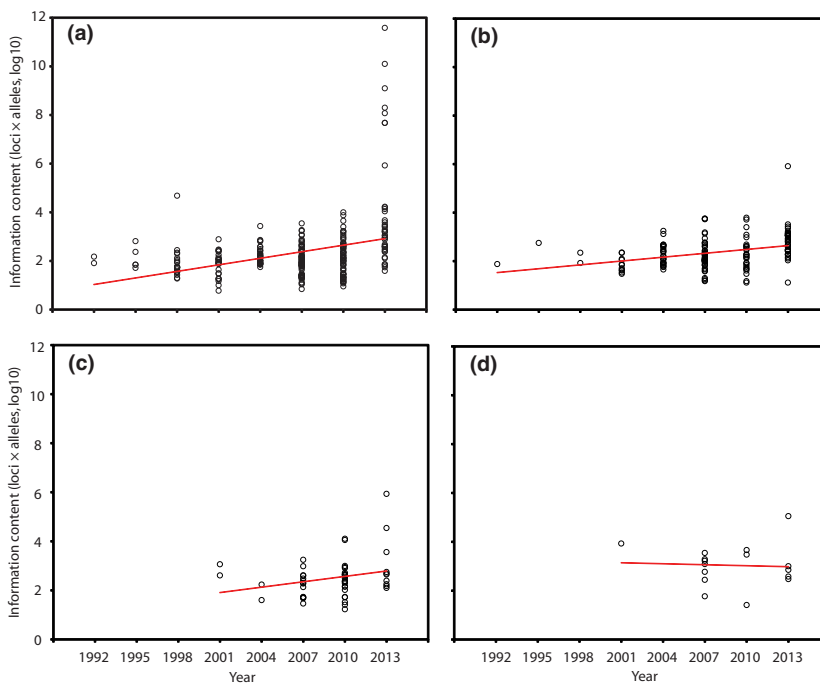 (a)
(b)
Information content (loci × alleles, log10)
12
10
8
6
4
2
0
(c)
(d)
Information content (loci × alleles, log10)
12
10
8
6
4
2
0
1992 1995 1998 2001 2004 2007 2010 2013
1992 1995 1998 2001 2004 2007 2010 2013
Year
Year